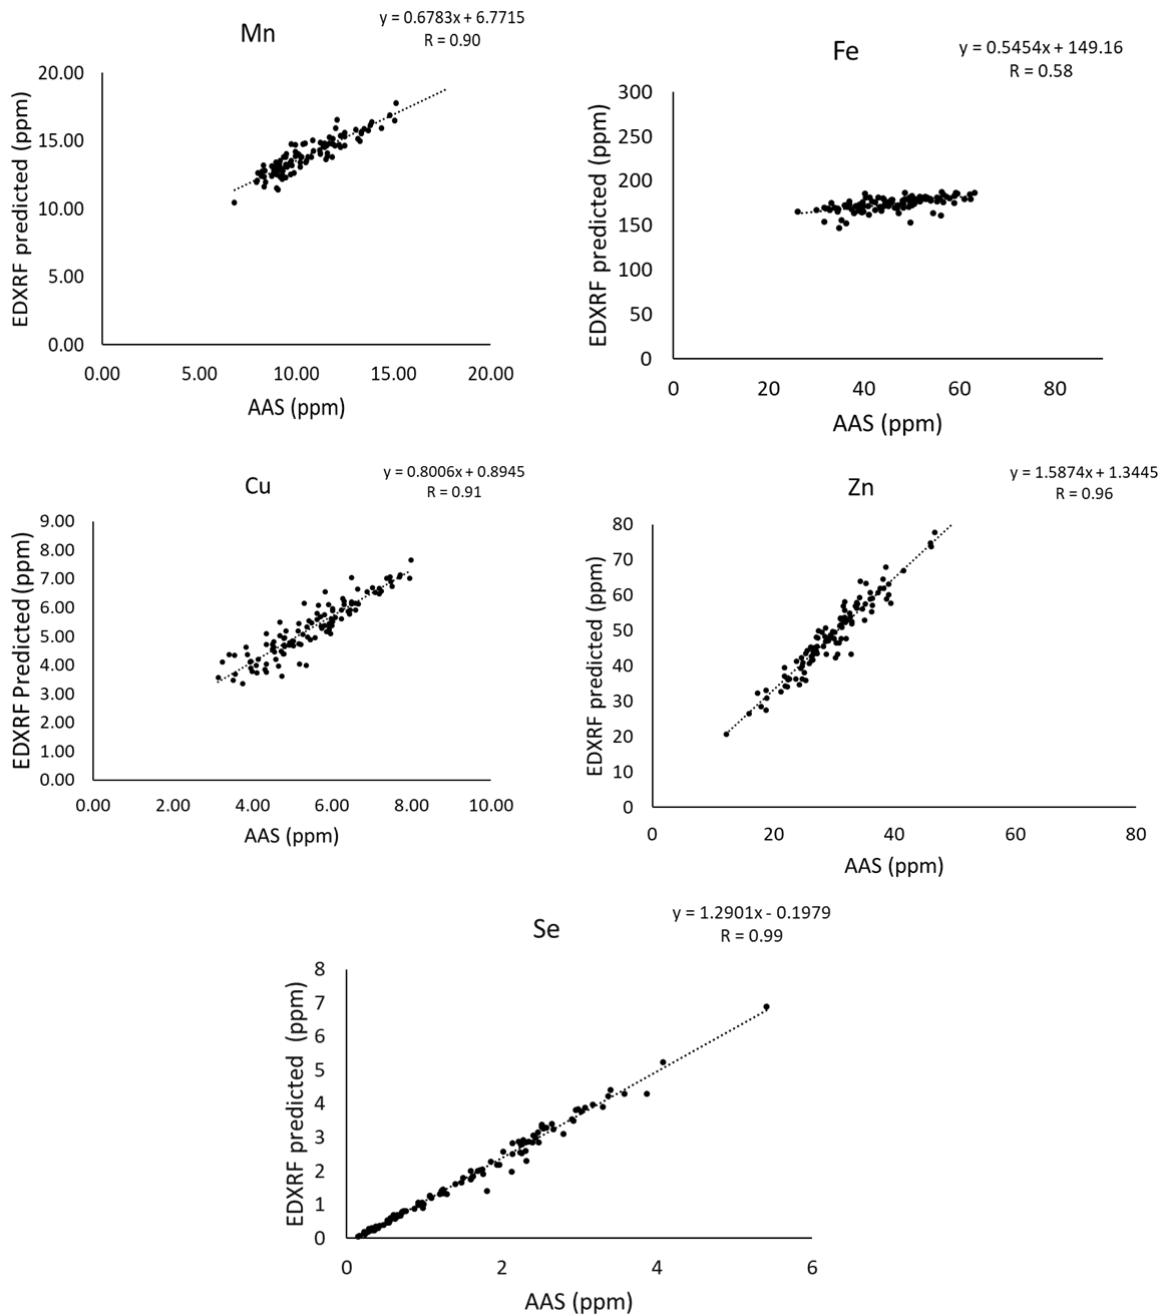 Mn
y = 0.6783x + 6.7715
R = 0.90
20.00
15.00
10.00
5.00
0.00
EDXRF predicted (ppm)
0.00 5.00 10.00 15.00 20.00
AAS (ppm)
Fe
y = 0.5454x + 149.16
R = 0.58
300
250
200
150
100
50
0
EDXRF predicted (ppm)
0 20 40 60 80
AAS (ppm)
Cu
y = 0.8006x + 0.8945
R = 0.91
9.00
8.00
7.00
6.00
5.00
4.00
3.00
2.00
1.00
0.00
EDXRF Predicted (ppm)
0.00 2.00 4.00 6.00 8.00 10.00
AAS (ppm)
Zn
y = 1.5874x + 1.3445
R = 0.96
80
70
60
50
40
30
20
10
0
EDXRF predicted (ppm)
0 20 40 60 80
AAS (ppm)
Se
y = 1.2901x - 0.1979
R = 0.99
8
7
6
5
4
3
2
1
0
EDXRF predicted (ppm)
0 2 4 6
AAS (ppm)